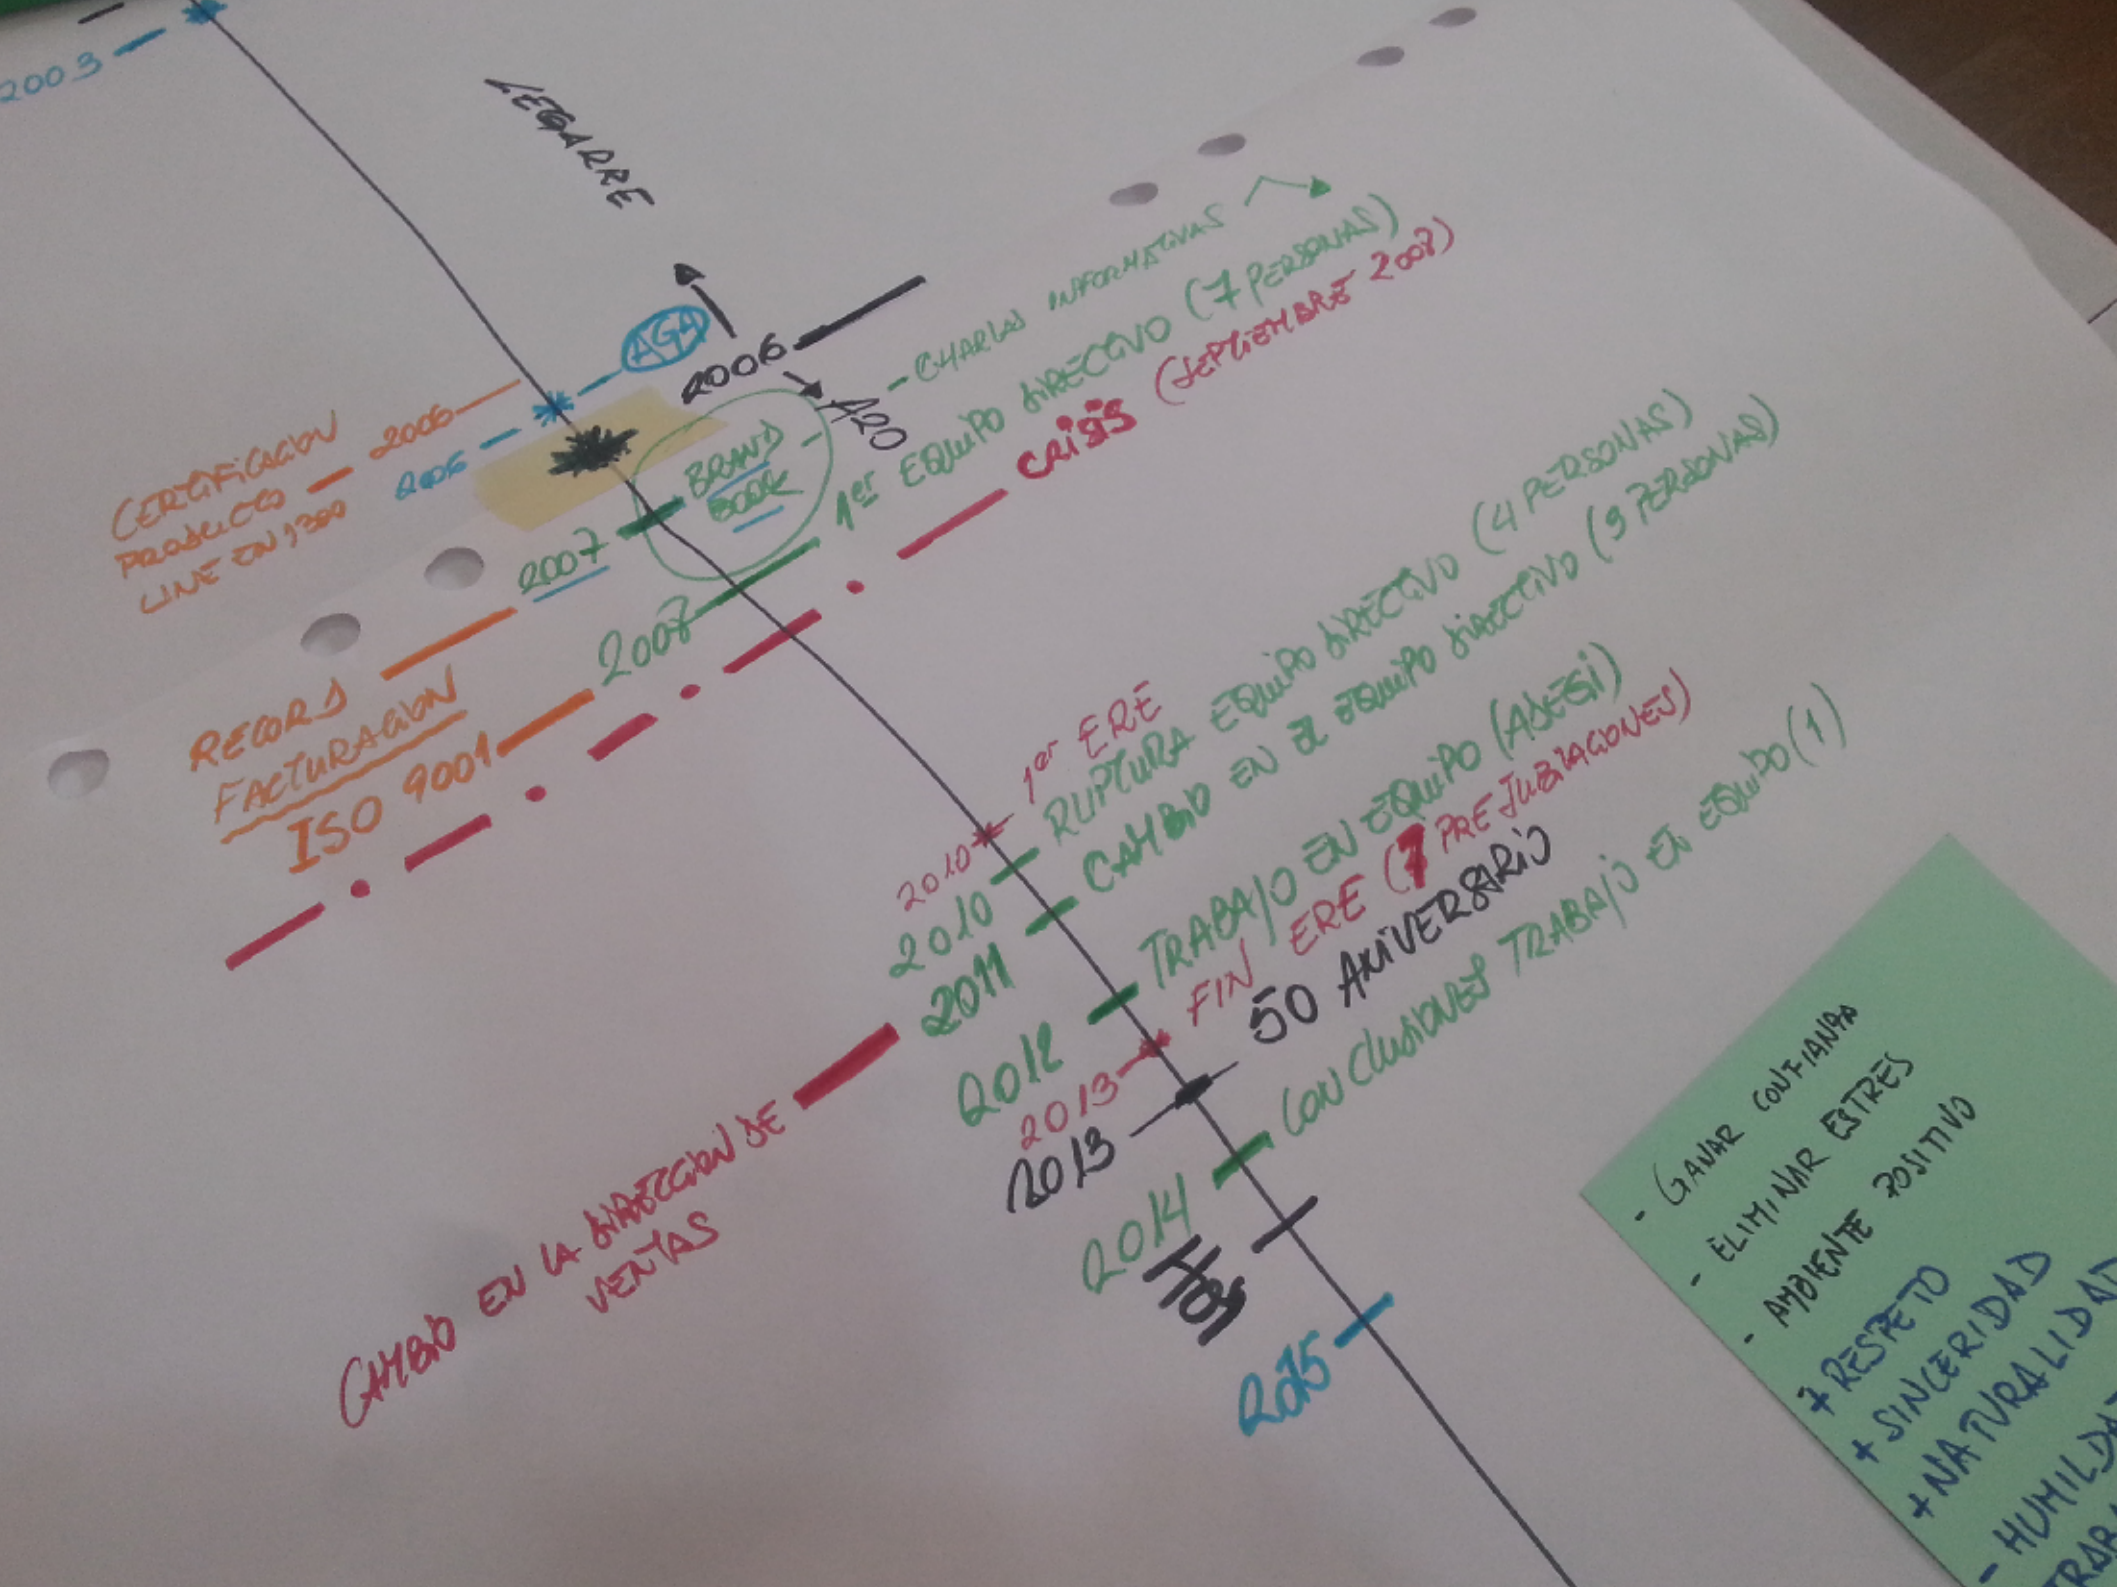 2003
LEGARRE
AGA
2006
A20
CERTIFICACION
PRODUCTO
UNE EN 1300
2006
2006
BRAND
BOOK
- CHARLAS INFORMATIVAS
2007
1er EQUIPO DIRECTIVO (7 PERSONAS)
2007
CRISIS (SEPTIEMBRE 2008)
RECORD
FACTURACION
ISO 9001
1er ERE
2010
RUPTURA EQUIPO DIRECTIVO (4 PERSONAS)
2010
CAMBIO EN EL EQUIPO DIRECTIVO (9 PERSONAS)
2011
TRABAJO EN EQUIPO (ADESI)
2012
FIN ERE (7 PREJUBILACIONES)
2013
50 ANIVERSARIO
2013
CONCLUSIONES TRABAJO EN EQUIPO (1)
2014
CAMBIO EN LA DIRECCION DE
VENTAS
HOY
2015
- GANAR CONFIANZA
- ELIMINAR ESTRES
- AMBIENTE POSITIVO
+ RESPETO
+ SINCERIDAD
+ NATURALIDAD